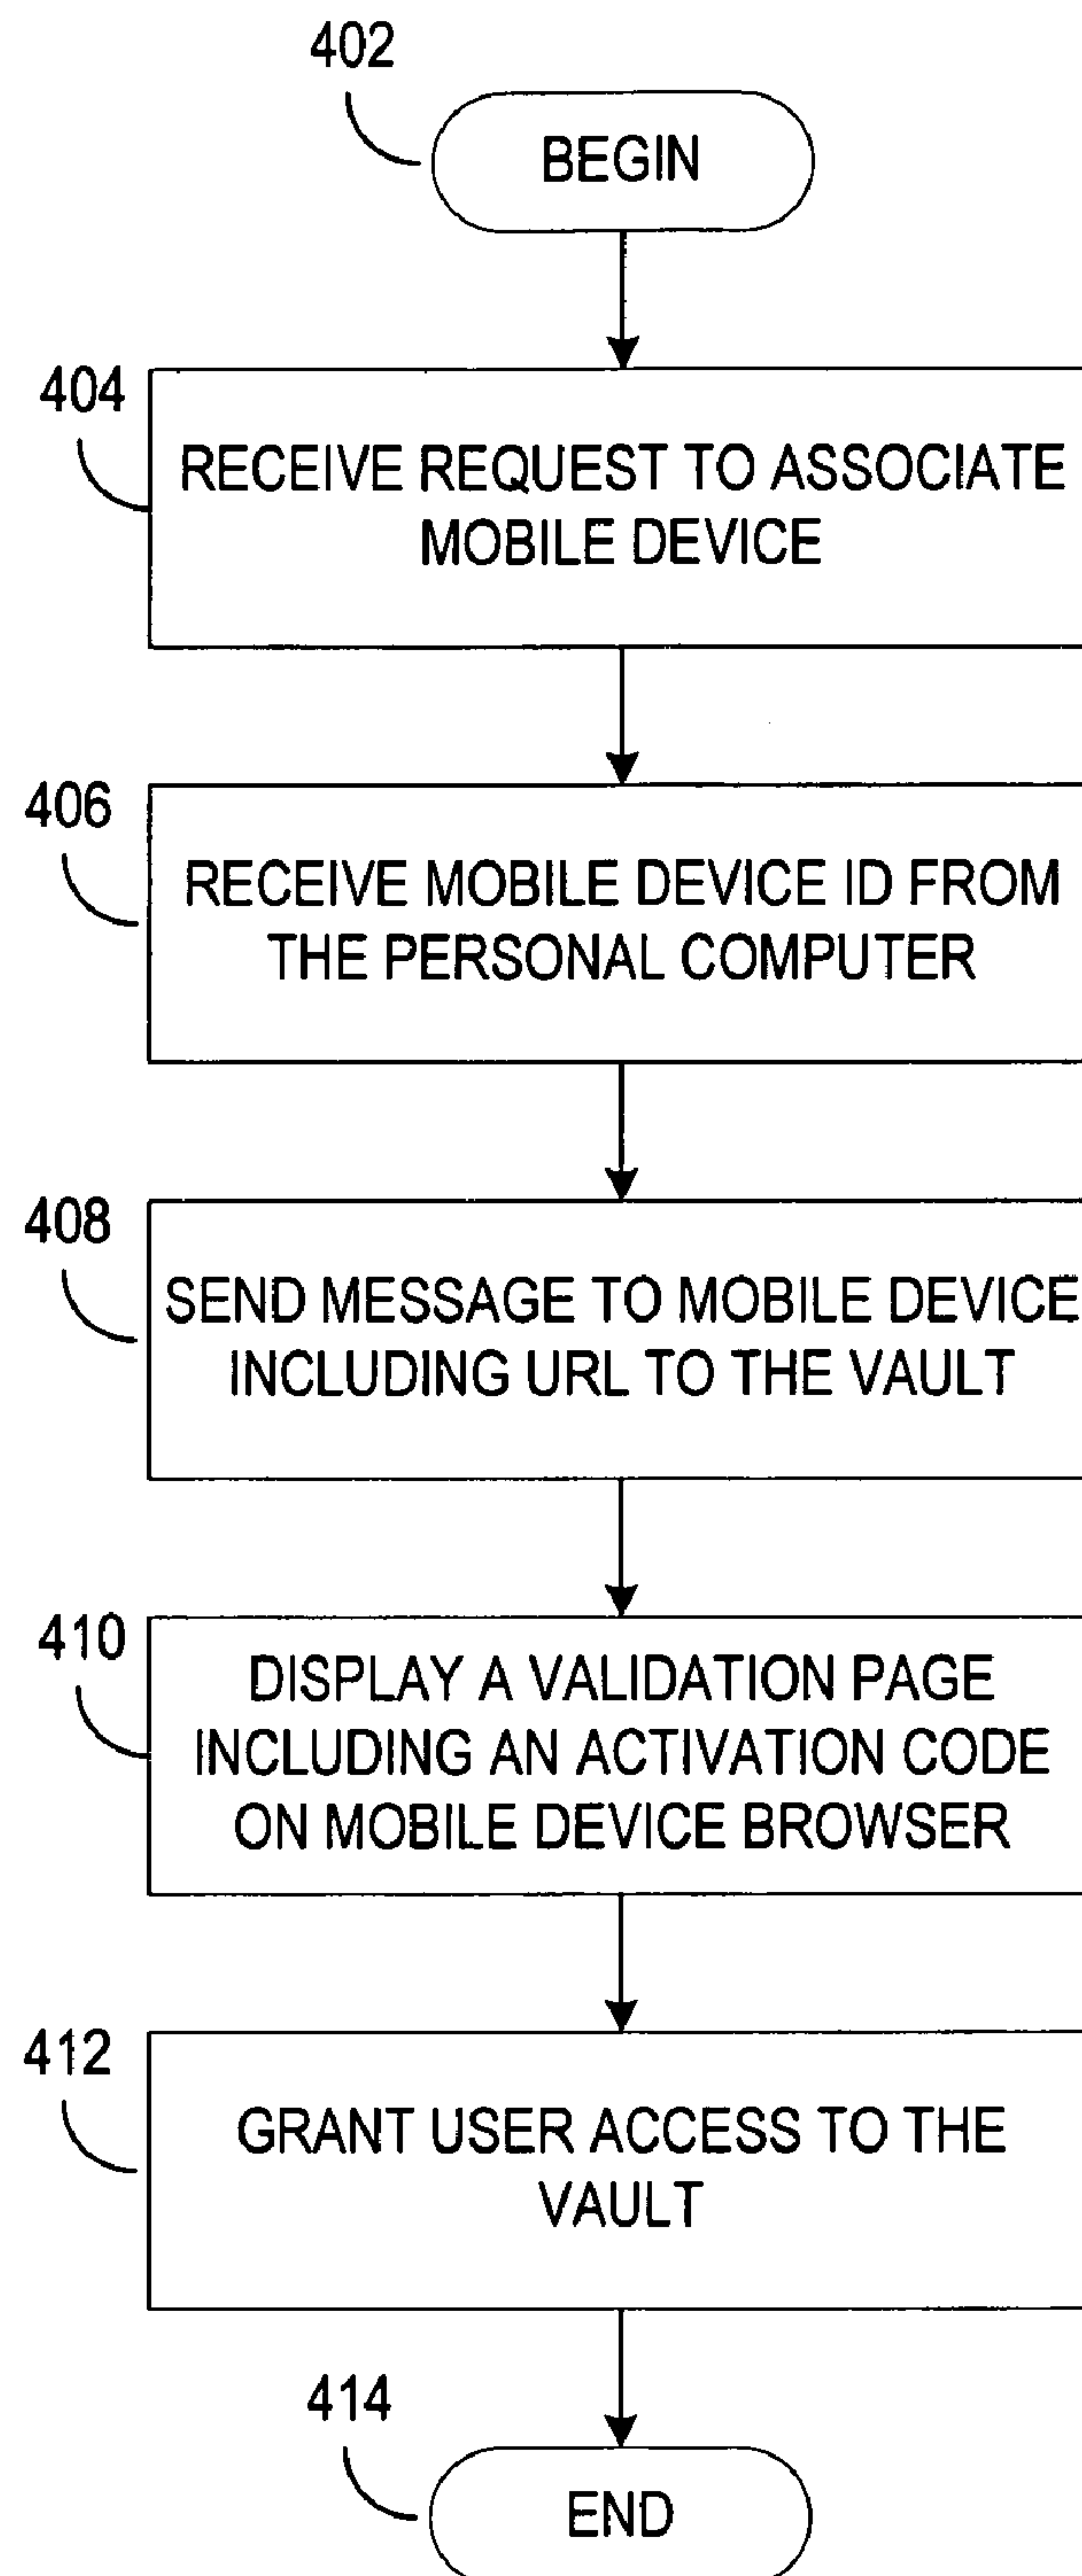 402
BEGIN
404
RECEIVE REQUEST TO ASSOCIATE
MOBILE DEVICE
406
RECEIVE MOBILE DEVICE ID FROM
THE PERSONAL COMPUTER
408
SEND MESSAGE TO MOBILE DEVICE
INCLUDING URL TO THE VAULT
410
DISPLAY A VALIDATION PAGE
INCLUDING AN ACTIVATION CODE
ON MOBILE DEVICE BROWSER
412
GRANT USER ACCESS TO THE
VAULT
414
END